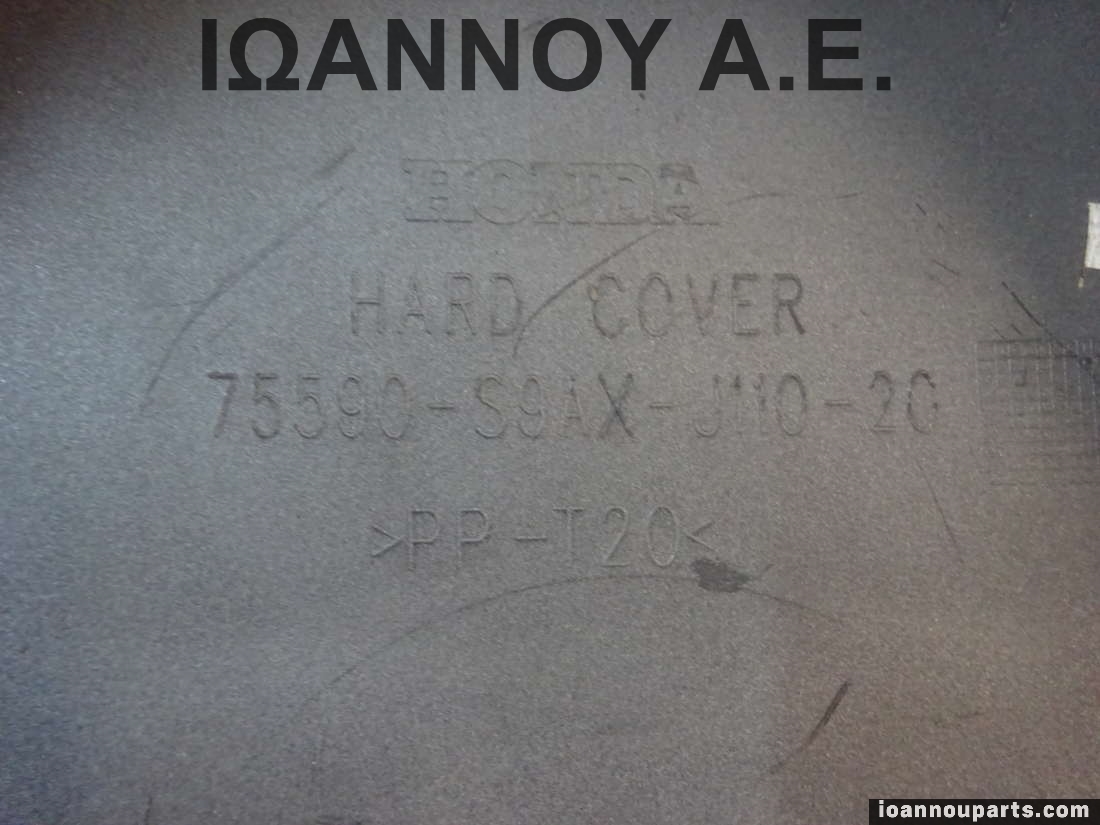 ΙΩΑΝΝΟΥ Α.Ε.
HONDA
HARD COVER
75590-S9AX-J110-20
>PP-T20<
ioannouparts.com